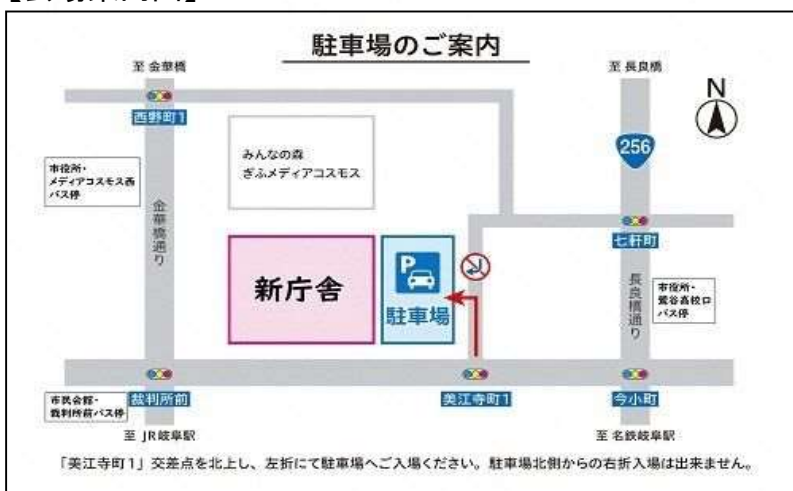 駐車場のご案内
至 金華橋
至 長良橋
N
西野町1
256
みんなの森
ぎふメディアコスモス
市役所・
メディアコスモス西
バス停
金華橋通り
七軒町
新庁舎
P
駐車場
長良橋通り
市役所・
鶯谷高校口
バス停
市民会館・
裁判所前バス停
裁判所前
美江寺町1
今小町
至 JR岐阜駅
至 名鉄岐阜駅
「美江寺町1」交差点を北上し、左折にて駐車場へご入場ください。駐車場北側からの右折入場は出来ません。